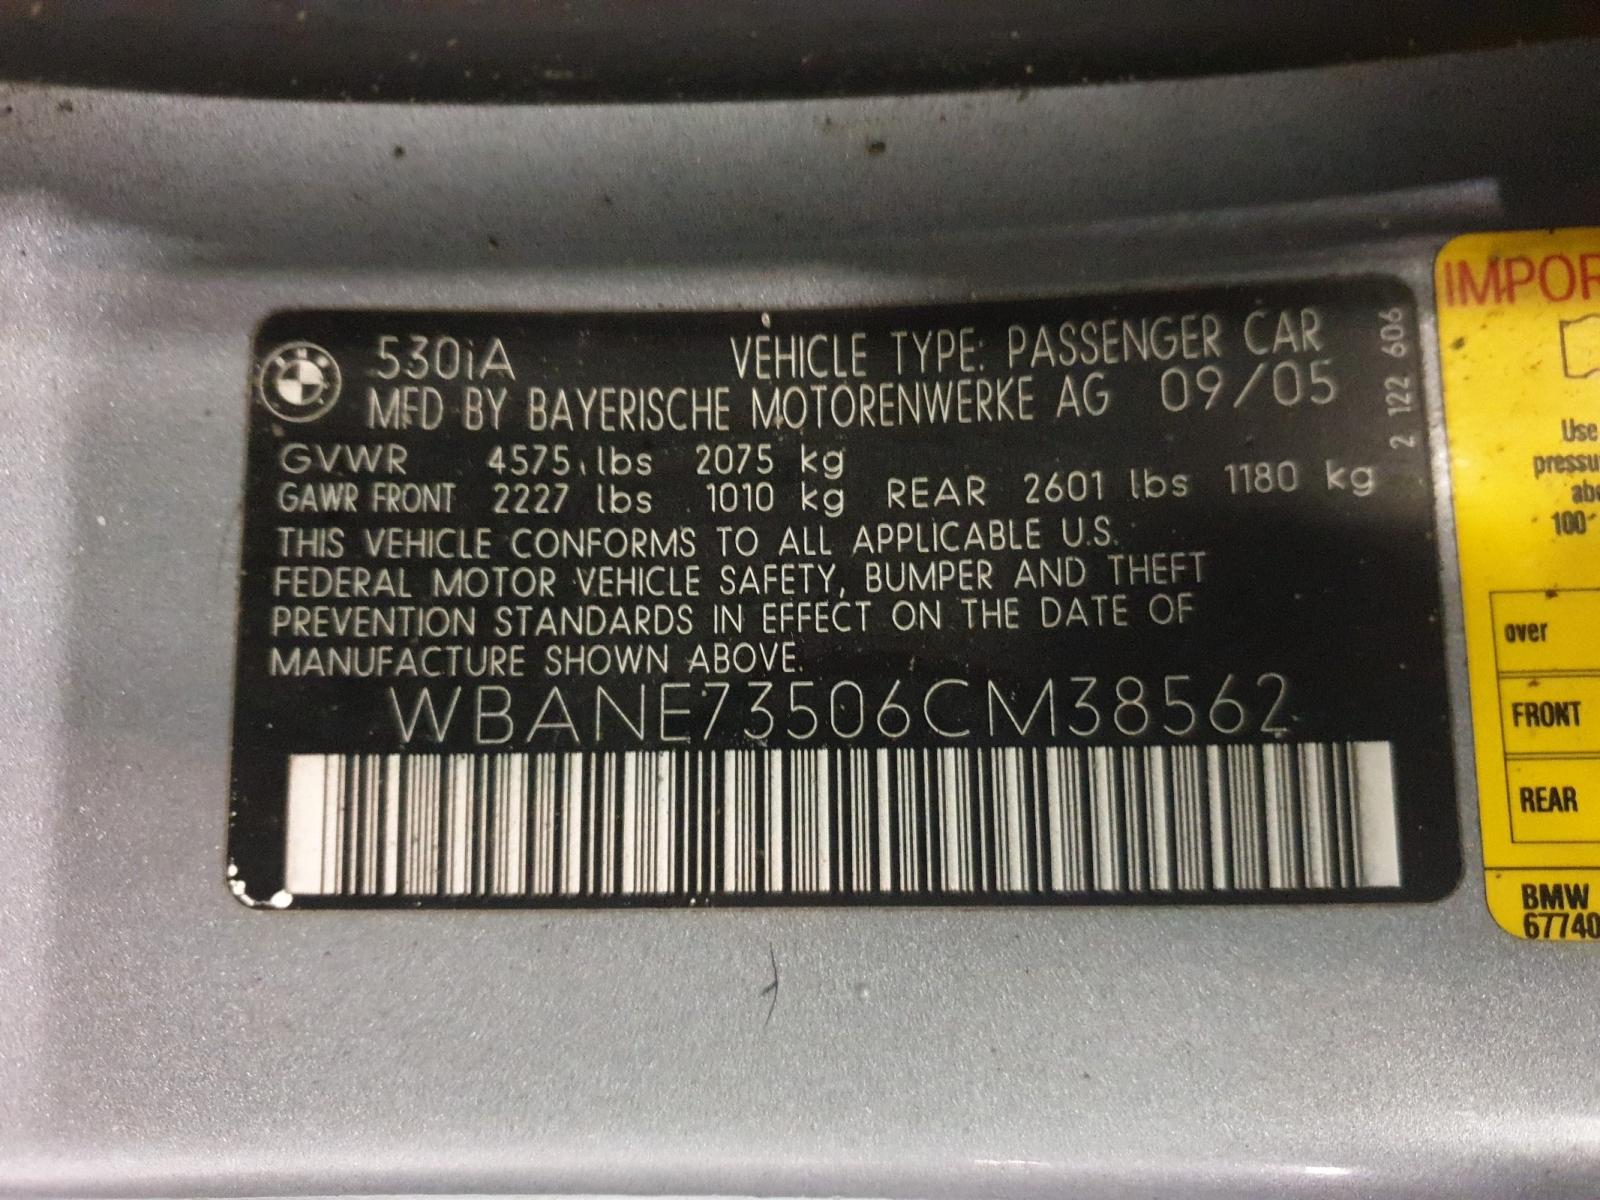 530iA VEHICLE TYPE: PASSENGER CAR
MFD BY BAYERISCHE MOTORENWERKE AG 09/05
GVWR 4575 lbs 2075 kg
GAWR FRONT 2227 lbs 1010 kg REAR 2601 lbs 1180 kg
THIS VEHICLE CONFORMS TO ALL APPLICABLE U.S.
FEDERAL MOTOR VEHICLE SAFETY, BUMPER AND THEFT
PREVENTION STANDARDS IN EFFECT ON THE DATE OF
MANUFACTURE SHOWN ABOVE.
WBANE73506CM38562
2 122 606
IMPOR
Use
pressu
abo
100
over
FRONT
REAR
BMW
67740